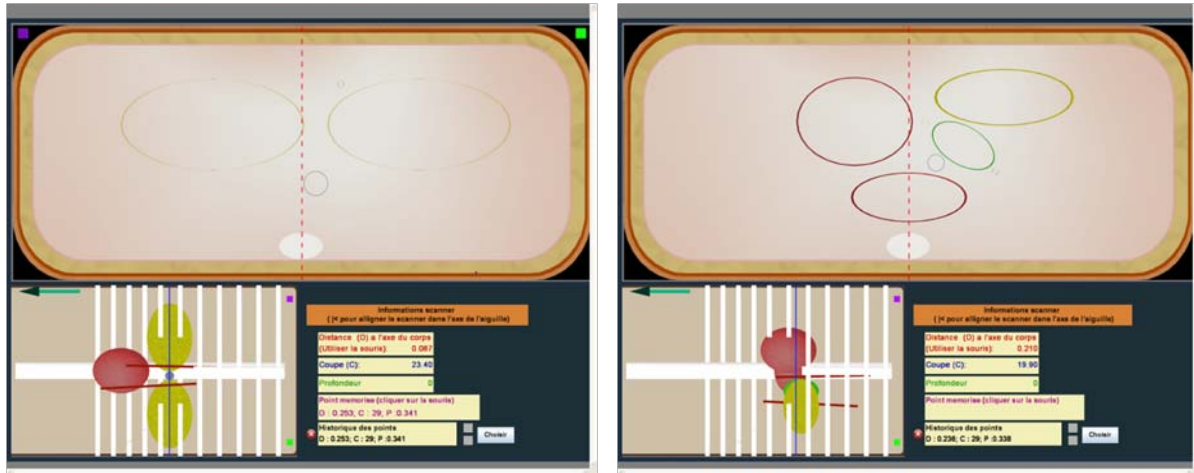 Informations scanner
( |< pour alligner le scanner dans l'axe de l'aiguille)
Distance (D) a l'axe du corps
(Utiliser la souris): 0.087
Coupe (C): 23.40
Profondeur 0
Point memorise (cliquer sur la souris)
D : 0.253; C : 29; P :0.341
Historique des points
D : 0.253; C : 29; P :0.341
Choisir
Informations scanner
( |< pour alligner le scanner dans l'axe de l'aiguille)
Distance (D) a l'axe du corps
(Utiliser la souris): 0.210
Coupe (C): 19.90
Profondeur 0
Point memorise (cliquer sur la souris)
Historique des points
D : 0.236; C : 29; P :0.338
Choisir